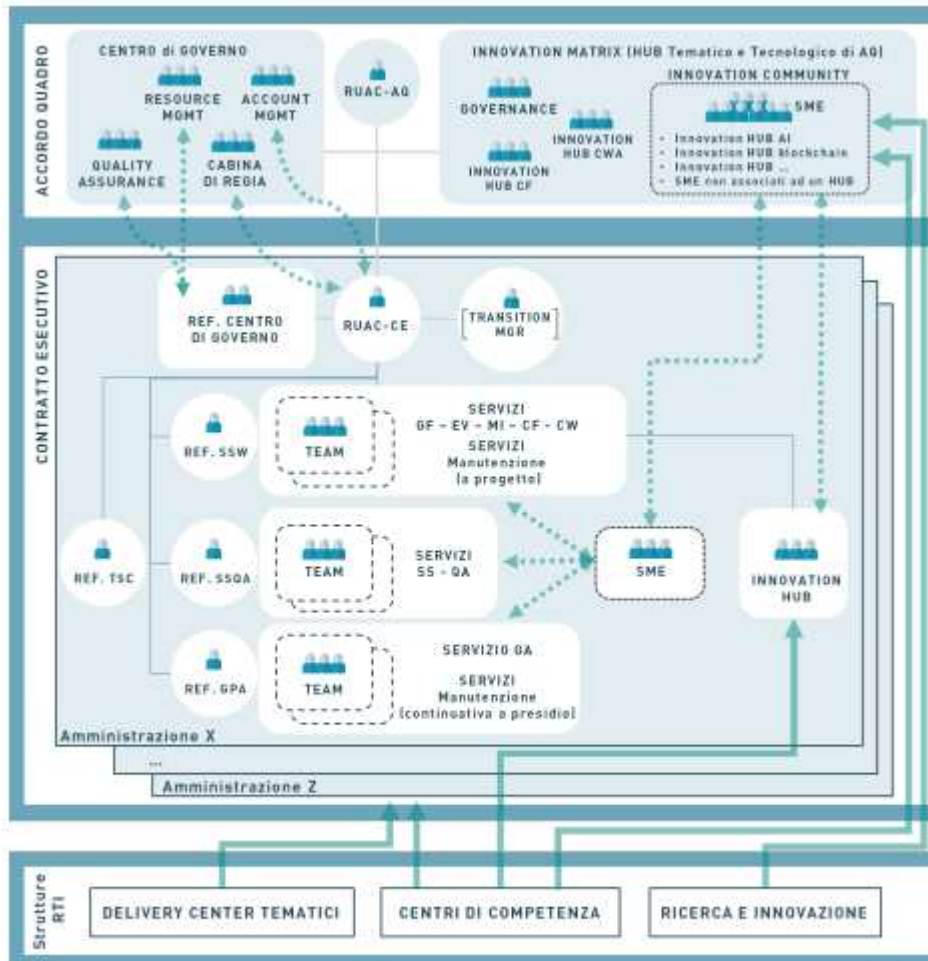 ACCORDO QUADRO
CENTRO di GOVERNO
RESOURCE
MGMT
ACCOUNT
MGMT
QUALITY
ASSURANCE
CABINA
DI REGIA
RUAC-AQ
INNOVATION MATRIX (HUB Tematico e Tecnologico di AQ)
INNOVATION COMMUNITY
GOVERNANCE
INNOVATION
HUB CWA
INNOVATION
HUB CF
SME
- Innovation HUB AI
- Innovation HUB blockchain
- Innovation HUB ...
- SME non associati ad un HUB
CONTRATTO ESECUTIVO
REF. CENTRO
DI GOVERNO
RUAC-CE
[TRANSITION
MGR]
REF. SSW
TEAM
SERVIZI
GF - EV - MI - CF - CW
SERVIZI
Manutenzione
(a progetto)
REF. TSC
REF. SSQA
TEAM
SERVIZI
SS - QA
SME
INNOVATION
HUB
REF. GPA
TEAM
SERVIZIO GA
SERVIZI
Manutenzione
(continuativa a presidio)
Amministrazione X
...
Amministrazione Z
Strutture
RTI
DELIVERY CENTER TEMATICI
CENTRI DI COMPETENZA
RICERCA E INNOVAZIONE